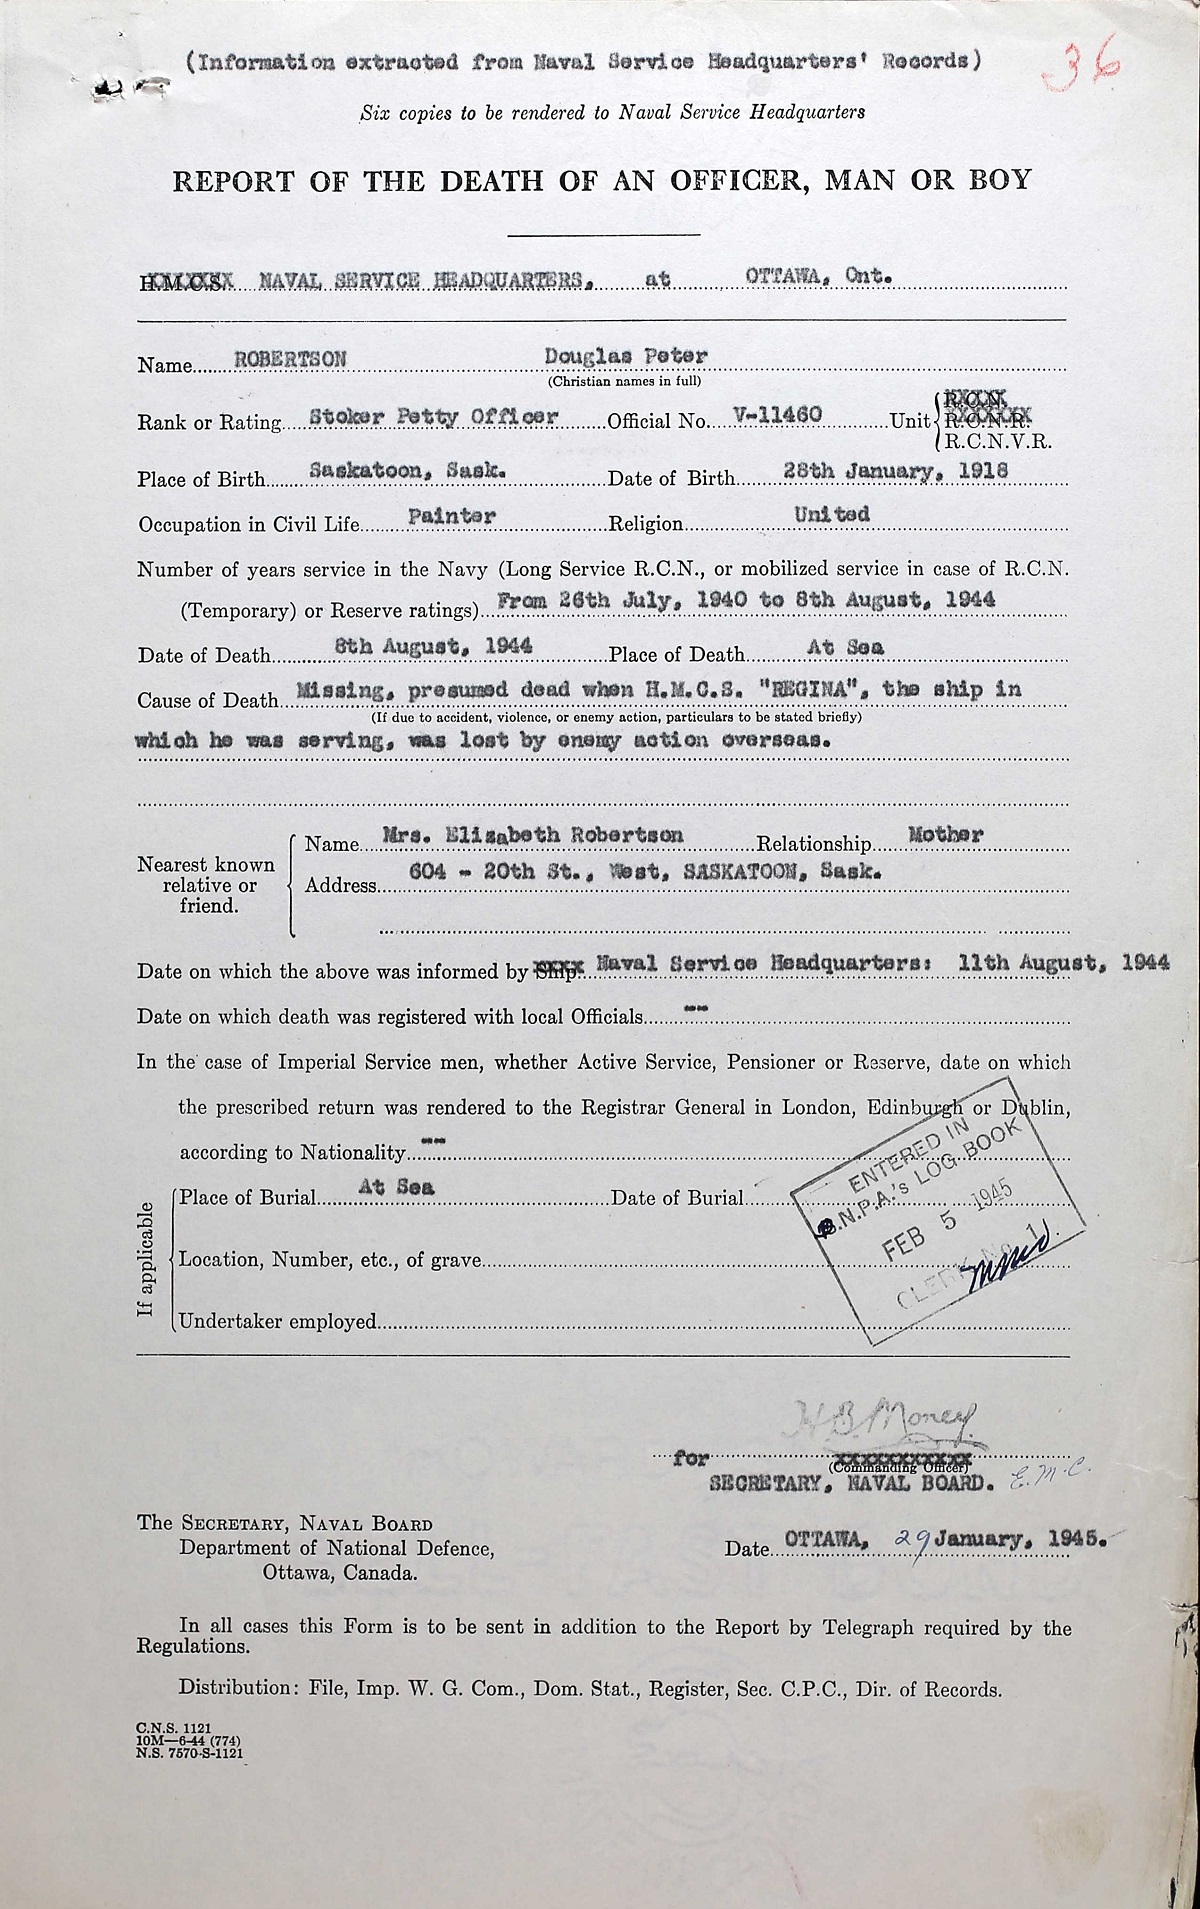 (Information extracted from Naval Service Headquarters' Records)
36
Six copies to be rendered to Naval Service Headquarters
REPORT OF THE DEATH OF AN OFFICER, MAN OR BOY
H.M.C.S. NAVAL SERVICE HEADQUARTERS, at OTTAWA, Ont.
Name ROBERTSON Douglas Peter
(Christian names in full)
Rank or Rating Stoker Petty Officer Official No. V-11460 Unit R.C.N.
R.C.N.R.
R.C.N.V.R.
Place of Birth Saskatoon, Sask. Date of Birth 28th January, 1918
Occupation in Civil Life Painter Religion United
Number of years service in the Navy (Long Service R.C.N., or mobilized service in case of R.C.N.
(Temporary) or Reserve ratings) From 26th July, 1940 to 8th August, 1944
Date of Death 8th August, 1944 Place of Death At Sea
Cause of Death Missing, presumed dead when H.M.C.S. "REGINA", the ship in
(If due to accident, violence, or enemy action, particulars to be stated briefly)
which he was serving, was lost by enemy action overseas.
Nearest known relative or friend.
Name Mrs. Elizabeth Robertson Relationship Mother
Address 604 - 20th St., West, SASKATOON, Sask.
Date on which the above was informed by Ship Naval Service Headquarters: 11th August, 1944
Date on which death was registered with local Officials --
In the case of Imperial Service men, whether Active Service, Pensioner or Reserve, date on which
the prescribed return was rendered to the Registrar General in London, Edinburgh or Dublin,
according to Nationality --
If applicable
Place of Burial At Sea Date of Burial
Location, Number, etc., of grave
Undertaker employed
ENTERED IN
N.P.A.'s LOG BOOK
FEB 5 1945
CLERK No. 1
H B Money
for
(Commanding Officer)
SECRETARY, NAVAL BOARD. E.M.C.
The SECRETARY, NAVAL BOARD
Department of National Defence,
Ottawa, Canada.
Date OTTAWA, 29 January, 1945.
In all cases this Form is to be sent in addition to the Report by Telegraph required by the
Regulations.
Distribution: File, Imp. W. G. Com., Dom. Stat., Register, Sec. C.P.C., Dir. of Records.
C.N.S. 1121
10M—6-44 (774)
N.S. 7570-S-1121